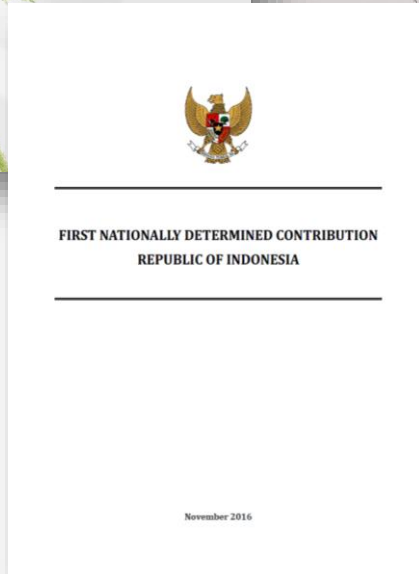 FIRST NATIONALLY DETERMINED CONTRIBUTION
REPUBLIC OF INDONESIA
November 2016